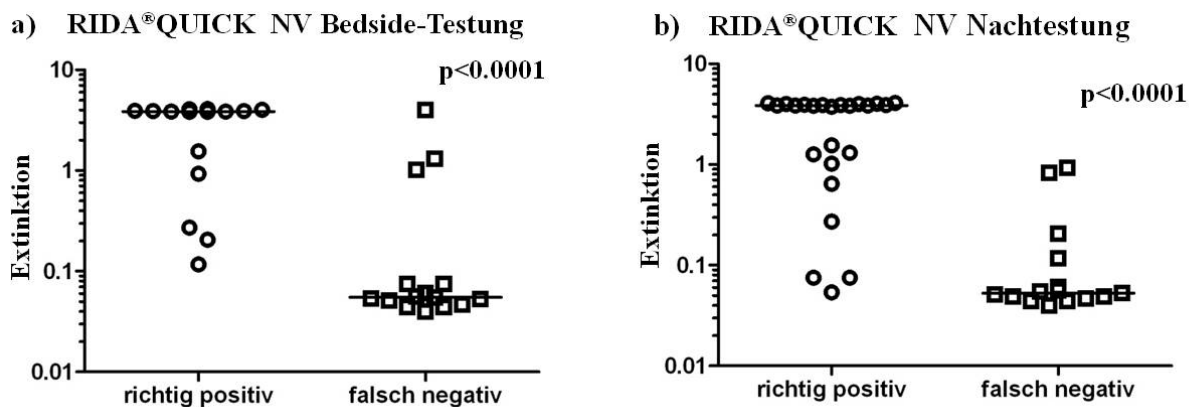 a) RIDA®QUICK NV Bedside-Testung
p<0.0001
Extinktion
10
1
0.1
0.01
richtig positiv
falsch negativ
b) RIDA®QUICK NV Nachtestung
p<0.0001
Extinktion
10
1
0.1
0.01
richtig positiv
falsch negativ